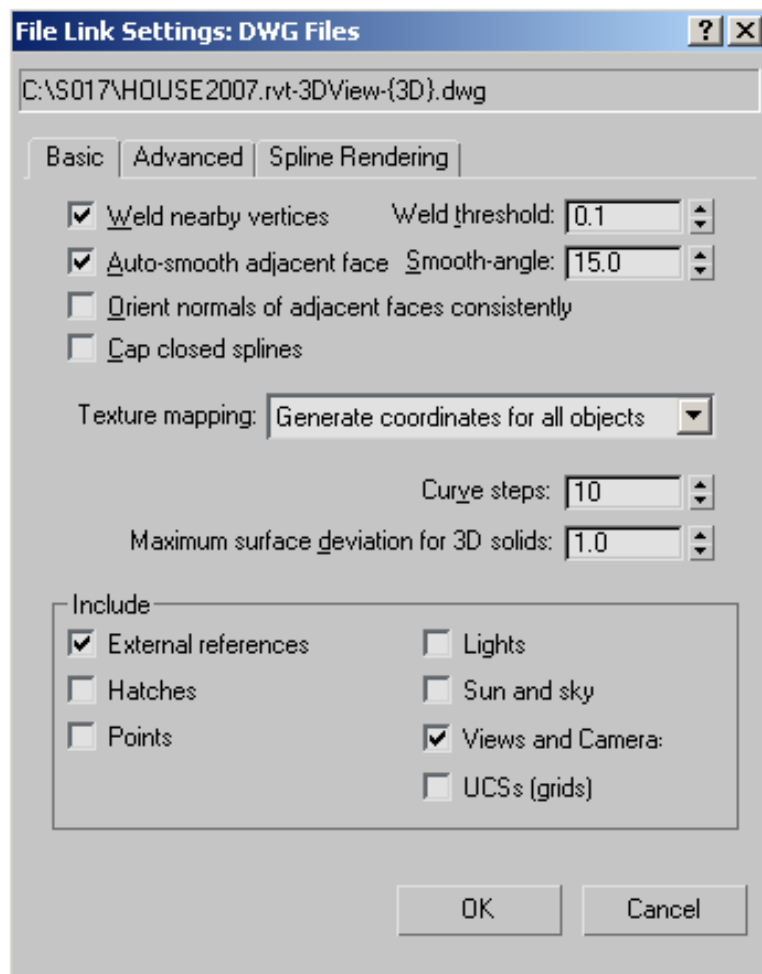 File Link Settings: DWG Files
C:\S017\HOUSE2007.rvt-3DView-{3D}.dwg
Basic Advanced Spline Rendering
Weld nearby vertices Weld threshold: 0.1
Auto-smooth adjacent face Smooth-angle: 15.0
Orient normals of adjacent faces consistently
Cap closed splines
Texture mapping: Generate coordinates for all objects
Curve steps: 10
Maximum surface deviation for 3D solids: 1.0
Include
External references Lights
Hatches Sun and sky
Points Views and Camera:
UCSs (grids)
OK Cancel